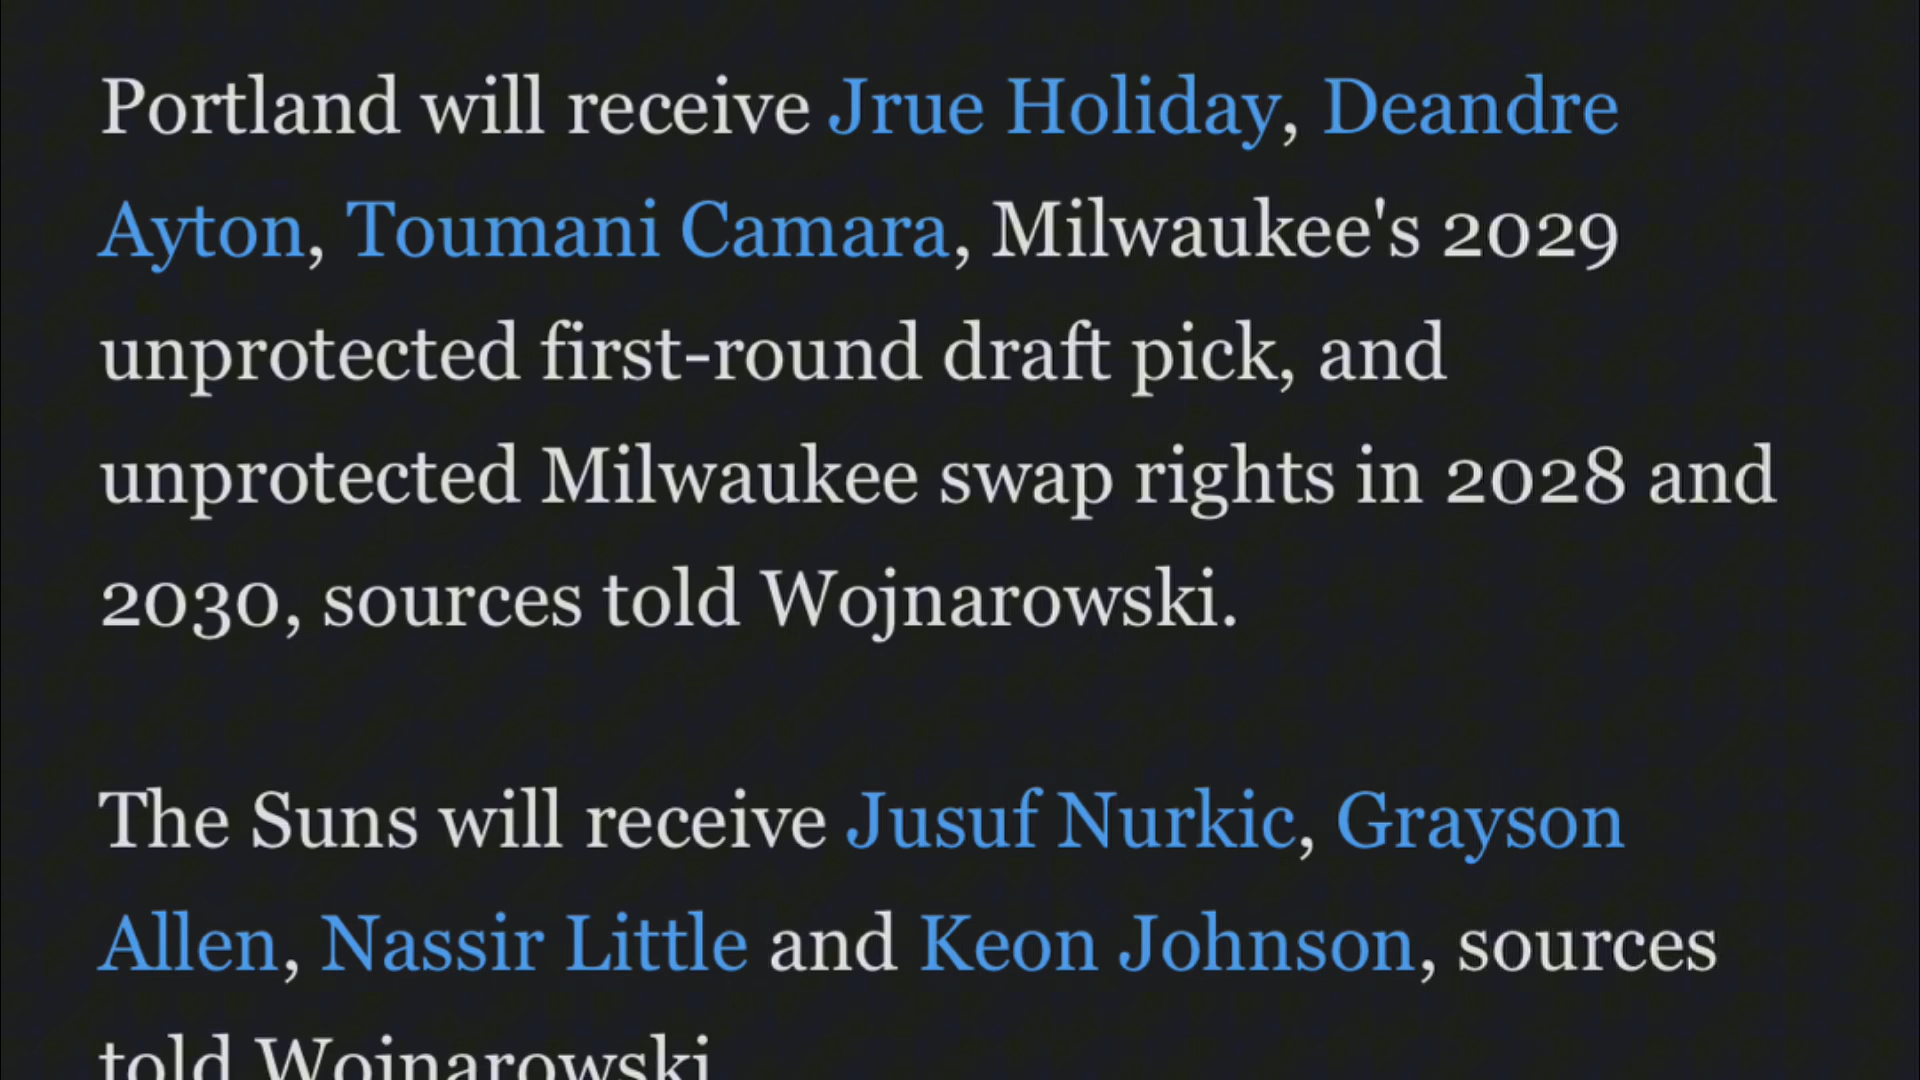 Portland will receive Jrue Holiday, Deandre
Ayton, Toumani Camara, Milwaukee's 2029
unprotected first-round draft pick, and
unprotected Milwaukee swap rights in 2028 and
2030, sources told Wojnarowski.
The Suns will receive Jusuf Nurkic, Grayson
Allen, Nassir Little and Keon Johnson, sources
told Wojnarowski